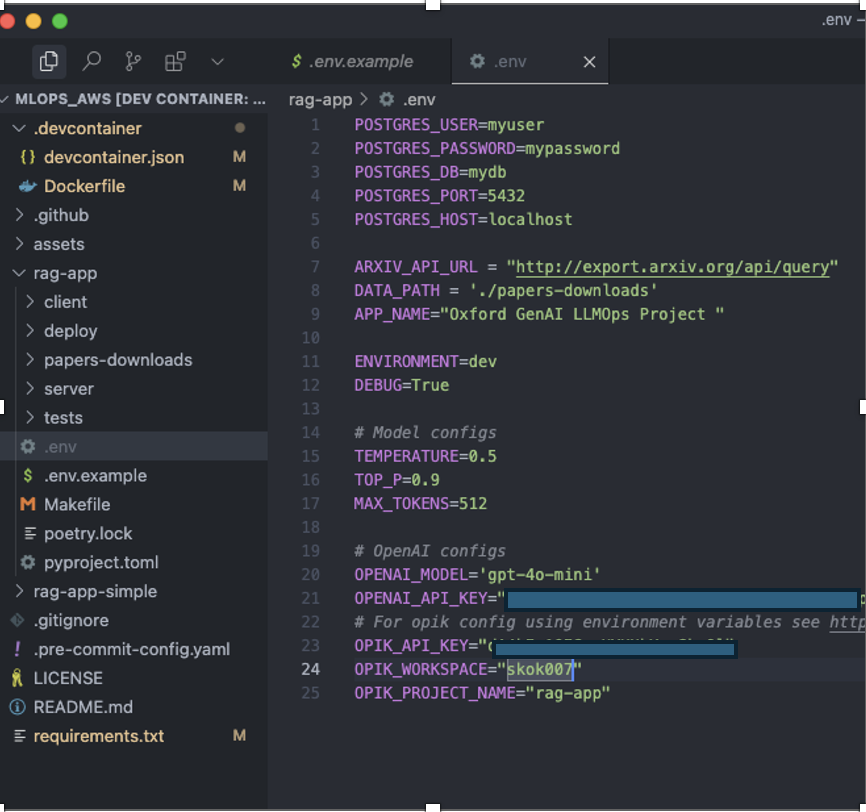 .env —
$ .env.example
.env
MLOPS_AWS [DEV CONTAINER: ...
.devcontainer
{} devcontainer.json M
Dockerfile M
.github
assets
rag-app
client
deploy
papers-downloads
server
tests
.env
$ .env.example
M Makefile
poetry.lock
pyproject.toml
rag-app-simple
.gitignore
! .pre-commit-config.yaml
LICENSE
README.md
requirements.txt M
rag-app > .env
1 POSTGRES_USER=myuser
2 POSTGRES_PASSWORD=mypassword
3 POSTGRES_DB=mydb
4 POSTGRES_PORT=5432
5 POSTGRES_HOST=localhost
6
7 ARXIV_API_URL = "http://export.arxiv.org/api/query"
8 DATA_PATH = './papers-downloads'
9 APP_NAME="Oxford GenAI LLMOps Project "
10
11 ENVIRONMENT=dev
12 DEBUG=True
13
14 # Model configs
15 TEMPERATURE=0.5
16 TOP_P=0.9
17 MAX_TOKENS=512
18
19 # OpenAI configs
20 OPENAI_MODEL='gpt-4o-mini'
21 OPENAI_API_KEY="
22 # For opik config using environment variables see http
23 OPIK_API_KEY="
24 OPIK_WORKSPACE="skok007"
25 OPIK_PROJECT_NAME="rag-app"